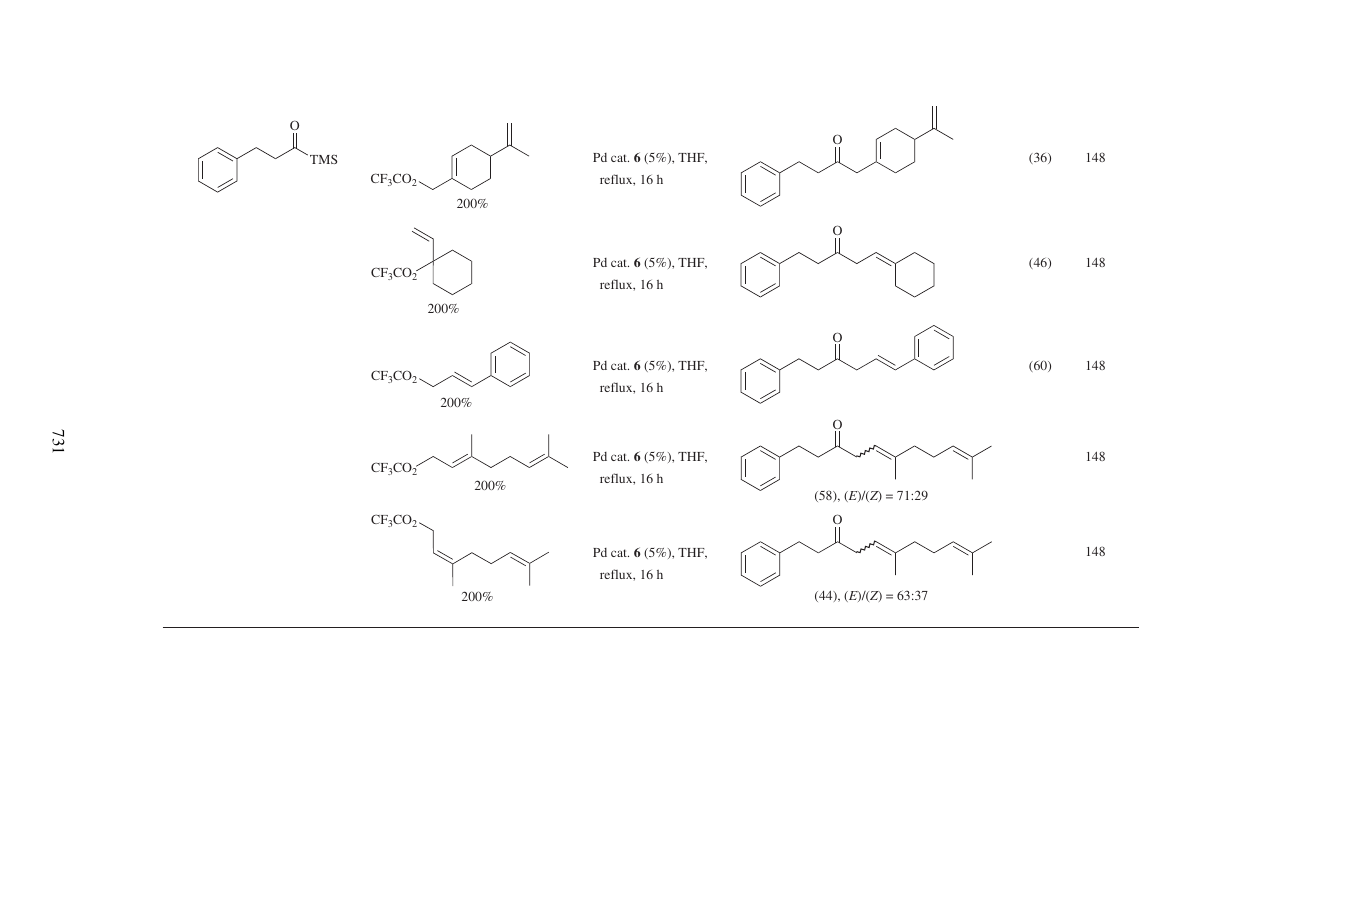 O
TMS
CF₃CO₂
200%
Pd cat. 6 (5%), THF,
reflux, 16 h
O
(36)
148
CF₃CO₂
200%
Pd cat. 6 (5%), THF,
reflux, 16 h
O
(46)
148
CF₃CO₂
200%
Pd cat. 6 (5%), THF,
reflux, 16 h
O
(60)
148
CF₃CO₂
200%
Pd cat. 6 (5%), THF,
reflux, 16 h
O
(58), (E)/(Z) = 71:29
148
CF₃CO₂
200%
Pd cat. 6 (5%), THF,
reflux, 16 h
O
(44), (E)/(Z) = 63:37
148
731